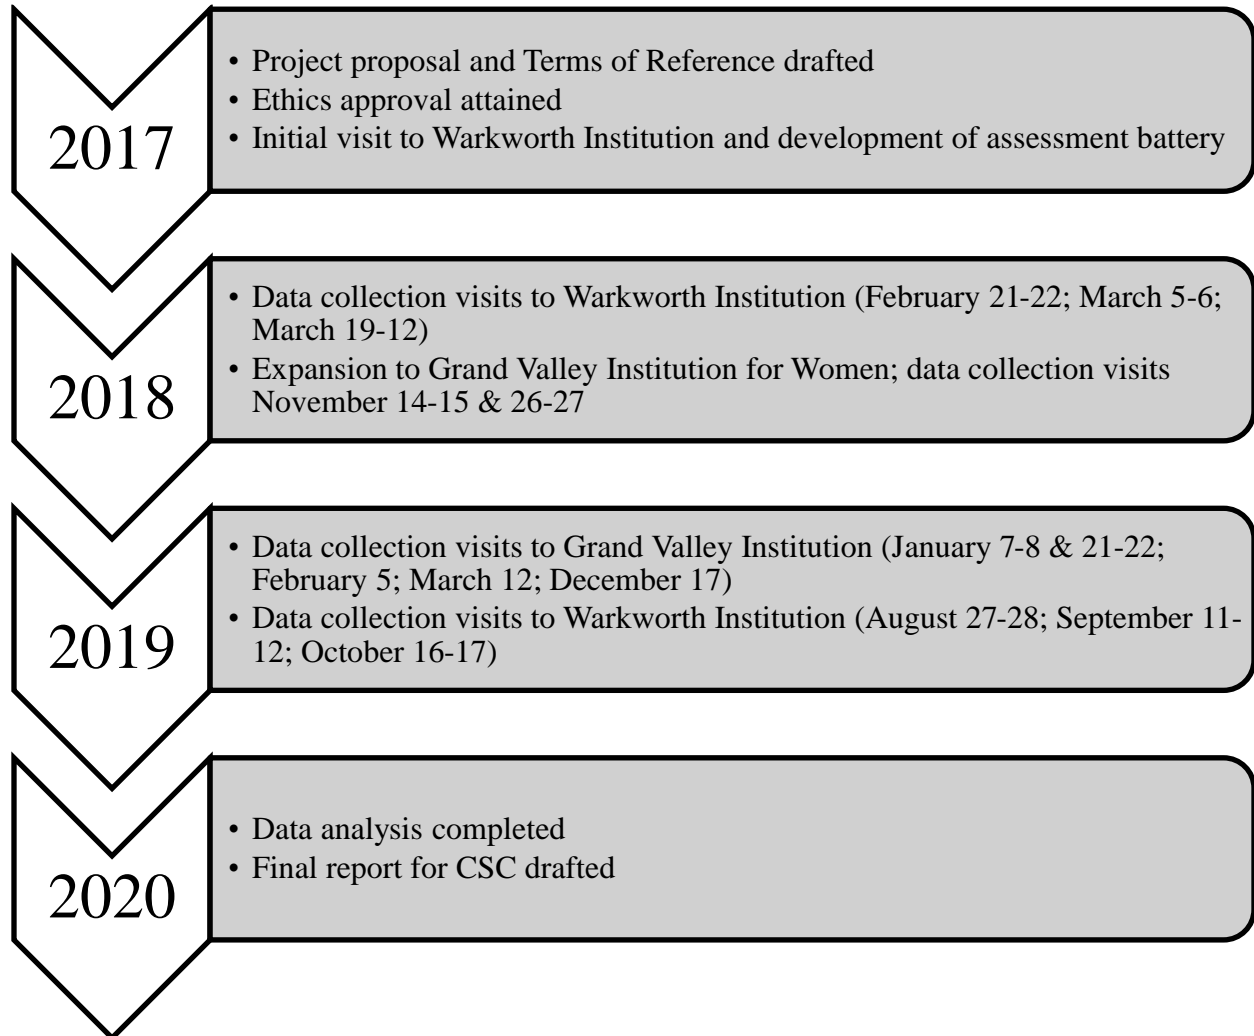 2017
• Project proposal and Terms of Reference drafted
• Ethics approval attained
• Initial visit to Warkworth Institution and development of assessment battery
2018
• Data collection visits to Warkworth Institution (February 21-22; March 5-6;
March 19-12)
• Expansion to Grand Valley Institution for Women; data collection visits
November 14-15 & 26-27
2019
• Data collection visits to Grand Valley Institution (January 7-8 & 21-22;
February 5; March 12; December 17)
• Data collection visits to Warkworth Institution (August 27-28; September 11-
12; October 16-17)
2020
• Data analysis completed
• Final report for CSC drafted